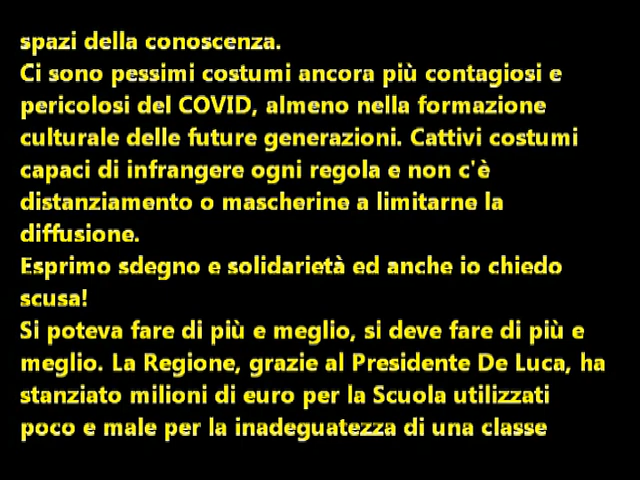 spazi della conoscenza.
Ci sono pessimi costumi ancora più contagiosi e
pericolosi del COVID, almeno nella formazione
culturale delle future generazioni. Cattivi costumi
capaci di infrangere ogni regola e non c'è
distanziamento o mascherine a limitarne la
diffusione.
Esprimo sdegno e solidarietà ed anche io chiedo
scusa!
Si poteva fare di più e meglio, si deve fare di più e
meglio. La Regione, grazie al Presidente De Luca, ha
stanziato milioni di euro per la Scuola utilizzati
poco e male per la inadeguatezza di una classe